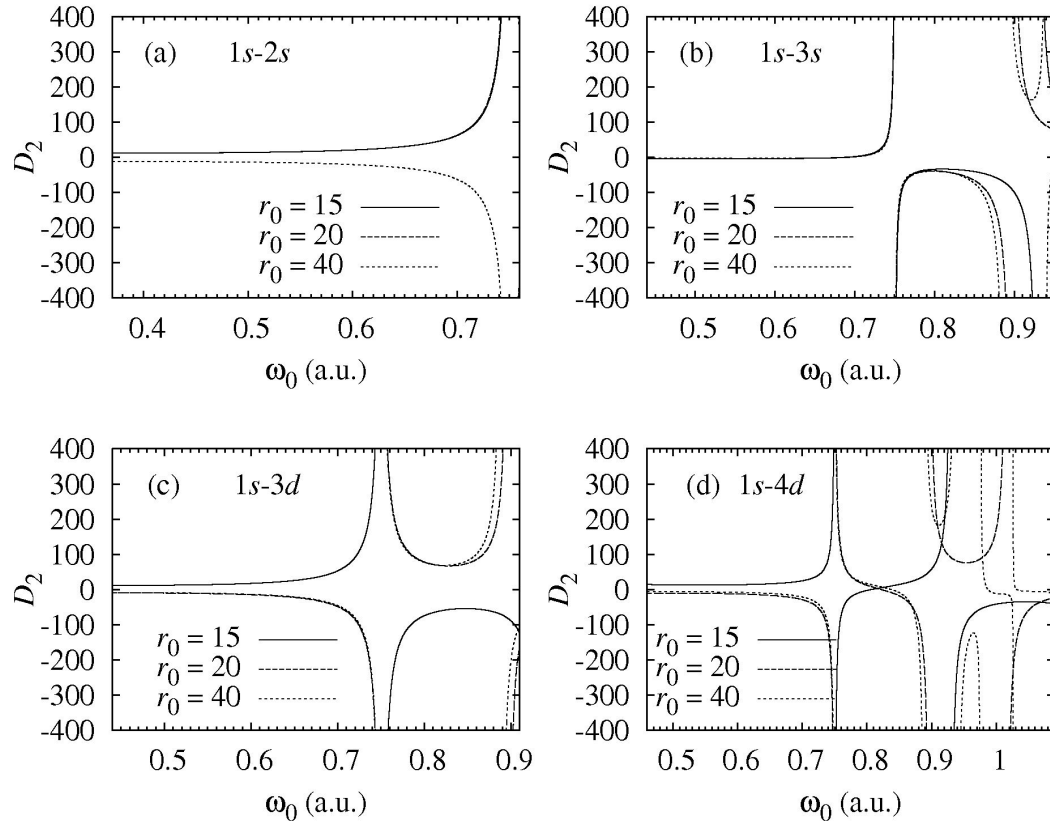 (a) 1s-2s
D₂
400
300
200
100
0
-100
-200
-300
-400
r₀ = 15
r₀ = 20
r₀ = 40
0.4 0.5 0.6 0.7
ω₀ (a.u.)
(b) 1s-3s
D₂
400
300
200
100
0
-100
-200
-300
-400
r₀ = 15
r₀ = 20
r₀ = 40
0.5 0.6 0.7 0.8 0.9
ω₀ (a.u.)
(c) 1s-3d
D₂
400
300
200
100
0
-100
-200
-300
-400
r₀ = 15
r₀ = 20
r₀ = 40
0.5 0.6 0.7 0.8 0.9
ω₀ (a.u.)
(d) 1s-4d
D₂
400
300
200
100
0
-100
-200
-300
-400
r₀ = 15
r₀ = 20
r₀ = 40
0.5 0.6 0.7 0.8 0.9 1
ω₀ (a.u.)